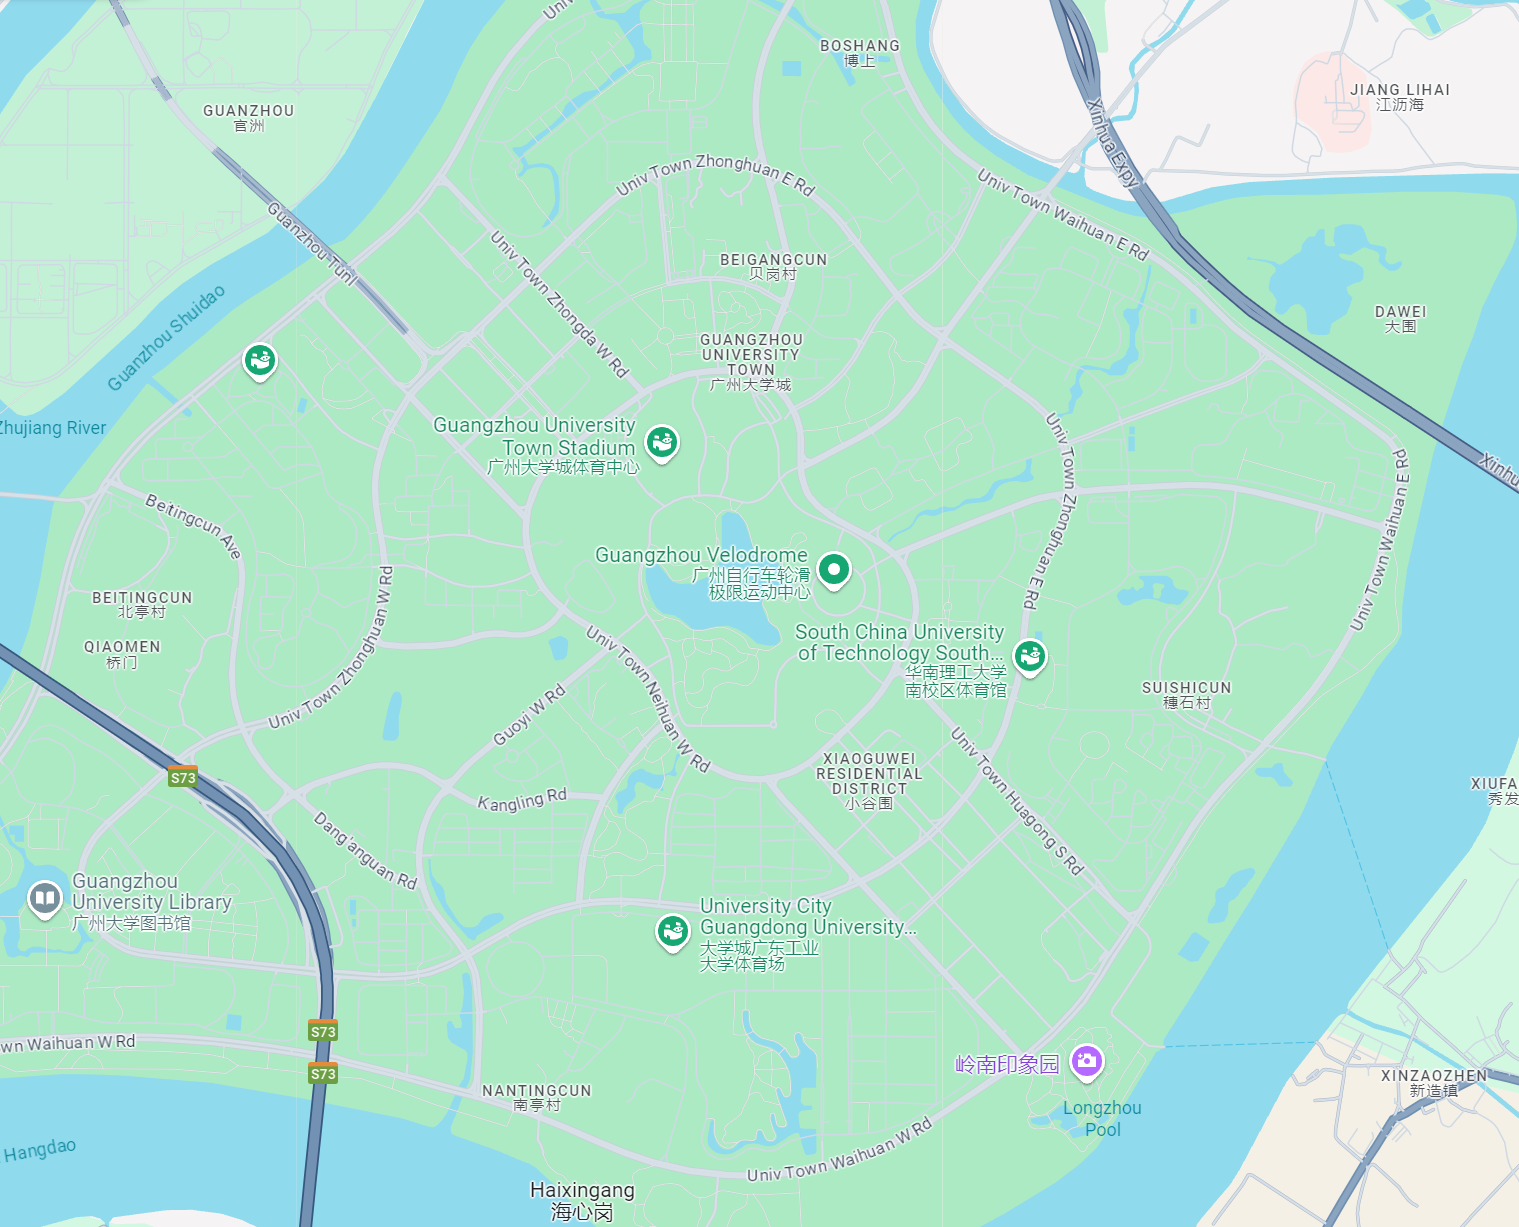 Univ
BOSHANG
博上
JIANG LIHAI
江沥海
GUANZHOU
官洲
Xinhua Expy
Univ Town Zhonghuan E Rd
Univ Town Waihuan E Rd
Guanzhou Tunl
Univ Town Zhongda W Rd
BEIGANGCUN
贝岗村
Guanzhou Shuidao
DAWEI
大围
GUANGZHOU
UNIVERSITY
TOWN
广州大学城
Zhujiang River
Guangzhou University
Town Stadium
广州大学城体育中心
Univ Town Zhonghuan E Rd
Univ Town Waihuan E Rd
Xinhu
Beitingcun Ave
Guangzhou Velodrome
广州自行车轮滑
极限运动中心
BEITINGCUN
北亭村
QIAOMEN
桥门
Univ Town Zhonghuan W Rd
Univ Town Neihuan W Rd
South China University
of Technology South...
华南理工大学
南校区体育馆
SUISHICUN
穗石村
Guoyi W Rd
Univ Town Huagong S Rd
XIAOGUWEI
RESIDENTIAL
DISTRICT
小谷围
S73
Kangling Rd
XIUFA
秀发
Dang'anguan Rd
Guangzhou
University Library
广州大学图书馆
University City
Guangdong University...
大学城广东工业
大学体育场
S73
own Waihuan W Rd
S73
岭南印象园
Longzhou
Pool
XINZAOZHEN
新造镇
NANTINGCUN
南亭村
Hangdao
Univ Town Waihuan W Rd
Haixingang
海心岗